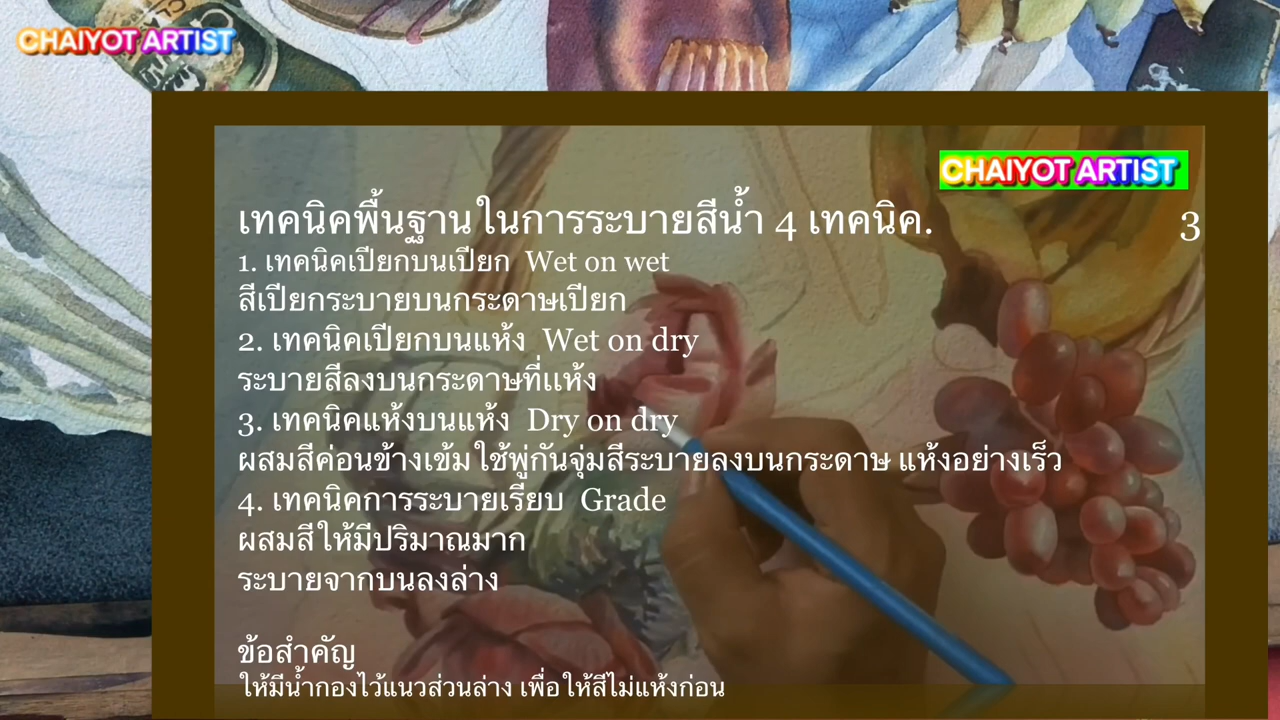 CHAIYOT ARTIST
CHAIYOT ARTIST
เทคนิคพื้นฐานในการระบายสีน้ำ 4 เทคนิค. 3
1. เทคนิคเปียกบนเปียก Wet on wet
สีเปียกระบายบนกระดาษเปียก
2. เทคนิคเปียกบนแห้ง Wet on dry
ระบายสีลงบนกระดาษที่แห้ง
3. เทคนิคแห้งบนแห้ง Dry on dry
ผสมสีค่อนข้างเข้มใช้พู่กันจุ่มสีระบายลงบนกระดาษ แห้งอย่างเร็ว
4. เทคนิคการระบายเรียบ Grade
ผสมสีให้มีปริมาณมาก
ระบายจากบนลงล่าง
ข้อสำคัญ
ให้มีน้ำกองไว้แนวส่วนล่าง เพื่อให้สีไม่แห้งก่อน